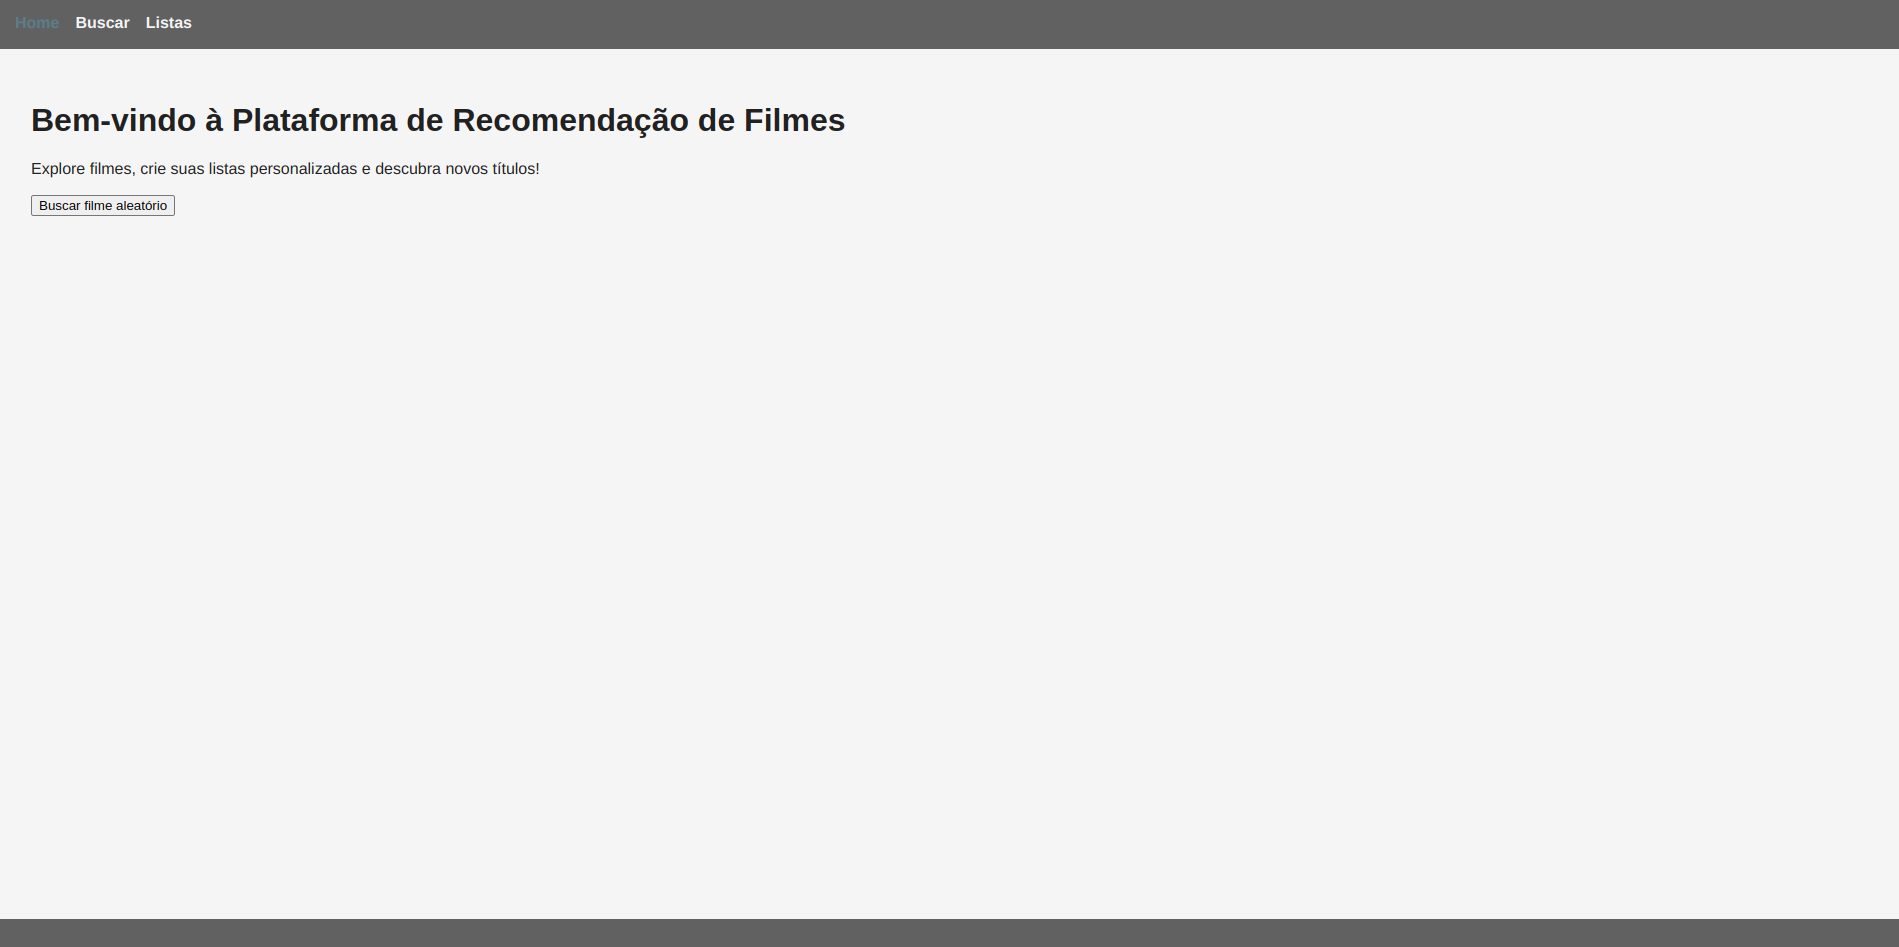 Home Buscar Listas
Bem-vindo à Plataforma de Recomendação de Filmes
Explore filmes, crie suas listas personalizadas e descubra novos títulos!
Buscar filme aleatório